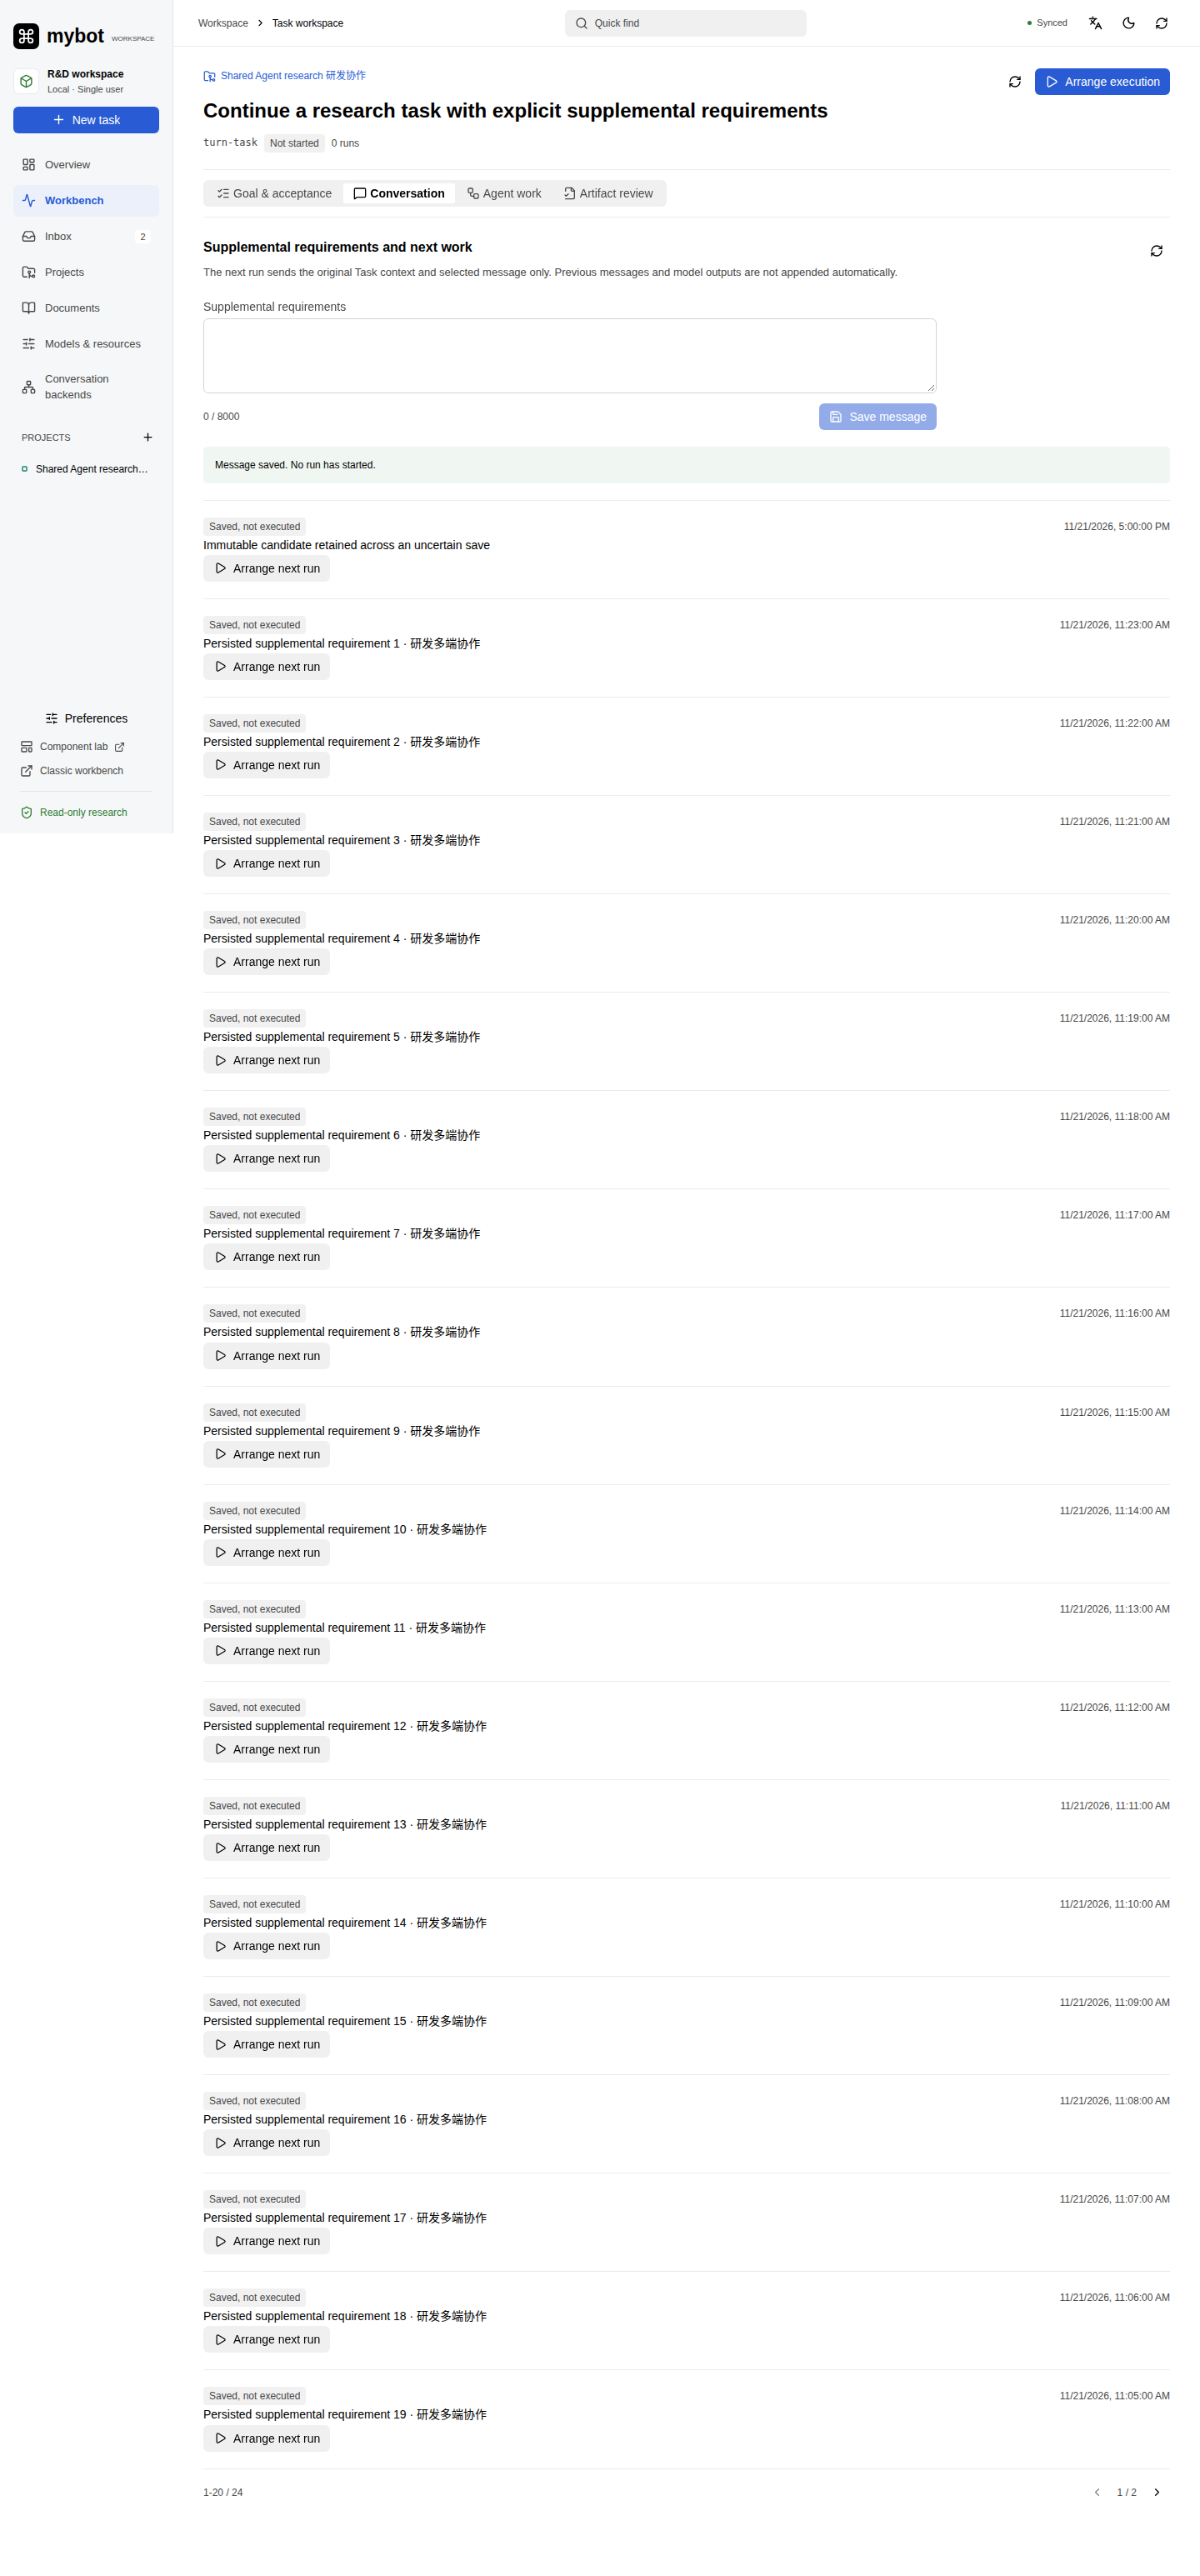 mybot WORKSPACE
R&D workspace
Local · Single user
New task
Overview
Workbench
Inbox 2
Projects
Documents
Models & resources
Conversation
backends
PROJECTS
Shared Agent research…
Preferences
Component lab
Classic workbench
Read-only research
Workspace Task workspace
Quick find
Synced
Shared Agent research 研发协作
Arrange execution
Continue a research task with explicit supplemental requirements
turn-task Not started 0 runs
Goal & acceptance Conversation Agent work Artifact review
Supplemental requirements and next work
The next run sends the original Task context and selected message only. Previous messages and model outputs are not appended automatically.
Supplemental requirements
0 / 8000
Save message
Message saved. No run has started.
Saved, not executed 11/21/2026, 5:00:00 PM
Immutable candidate retained across an uncertain save
Arrange next run
Saved, not executed 11/21/2026, 11:23:00 AM
Persisted supplemental requirement 1 · 研发多端协作
Arrange next run
Saved, not executed 11/21/2026, 11:22:00 AM
Persisted supplemental requirement 2 · 研发多端协作
Arrange next run
Saved, not executed 11/21/2026, 11:21:00 AM
Persisted supplemental requirement 3 · 研发多端协作
Arrange next run
Saved, not executed 11/21/2026, 11:20:00 AM
Persisted supplemental requirement 4 · 研发多端协作
Arrange next run
Saved, not executed 11/21/2026, 11:19:00 AM
Persisted supplemental requirement 5 · 研发多端协作
Arrange next run
Saved, not executed 11/21/2026, 11:18:00 AM
Persisted supplemental requirement 6 · 研发多端协作
Arrange next run
Saved, not executed 11/21/2026, 11:17:00 AM
Persisted supplemental requirement 7 · 研发多端协作
Arrange next run
Saved, not executed 11/21/2026, 11:16:00 AM
Persisted supplemental requirement 8 · 研发多端协作
Arrange next run
Saved, not executed 11/21/2026, 11:15:00 AM
Persisted supplemental requirement 9 · 研发多端协作
Arrange next run
Saved, not executed 11/21/2026, 11:14:00 AM
Persisted supplemental requirement 10 · 研发多端协作
Arrange next run
Saved, not executed 11/21/2026, 11:13:00 AM
Persisted supplemental requirement 11 · 研发多端协作
Arrange next run
Saved, not executed 11/21/2026, 11:12:00 AM
Persisted supplemental requirement 12 · 研发多端协作
Arrange next run
Saved, not executed 11/21/2026, 11:11:00 AM
Persisted supplemental requirement 13 · 研发多端协作
Arrange next run
Saved, not executed 11/21/2026, 11:10:00 AM
Persisted supplemental requirement 14 · 研发多端协作
Arrange next run
Saved, not executed 11/21/2026, 11:09:00 AM
Persisted supplemental requirement 15 · 研发多端协作
Arrange next run
Saved, not executed 11/21/2026, 11:08:00 AM
Persisted supplemental requirement 16 · 研发多端协作
Arrange next run
Saved, not executed 11/21/2026, 11:07:00 AM
Persisted supplemental requirement 17 · 研发多端协作
Arrange next run
Saved, not executed 11/21/2026, 11:06:00 AM
Persisted supplemental requirement 18 · 研发多端协作
Arrange next run
Saved, not executed 11/21/2026, 11:05:00 AM
Persisted supplemental requirement 19 · 研发多端协作
Arrange next run
1-20 / 24 1 / 2